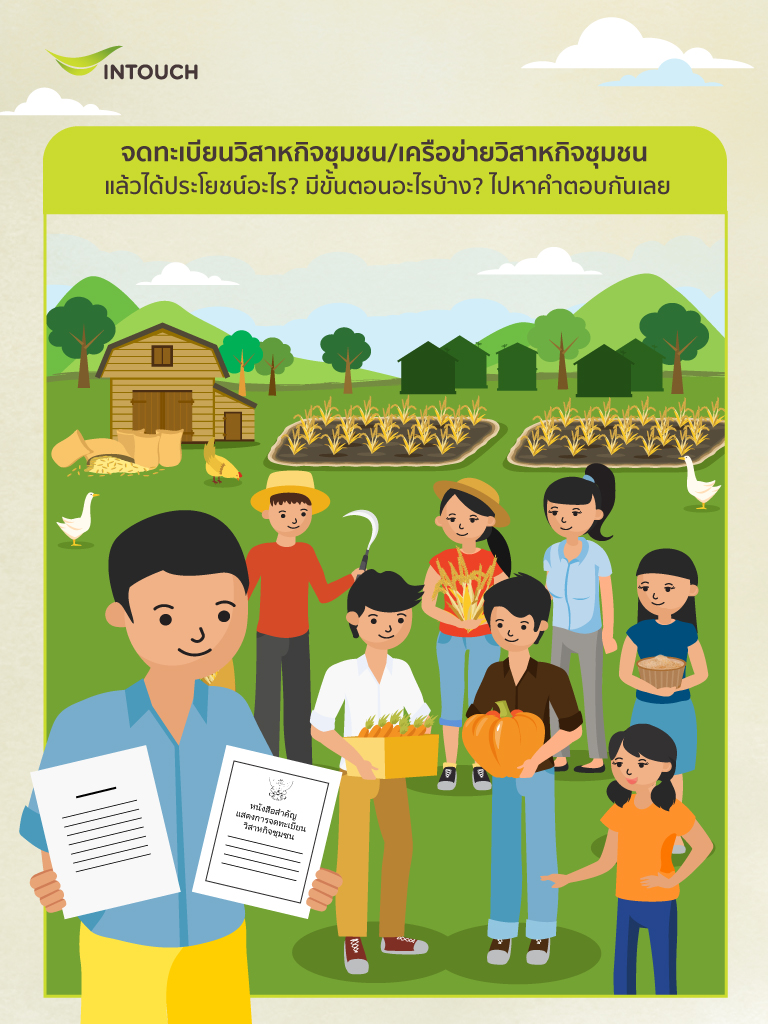 INTOUCH
จดทะเบียนวิสาหกิจชุมชน/เครือข่ายวิสาหกิจชุมชน
แล้วได้ประโยชน์อะไร? มีขั้นตอนอะไรบ้าง? ไปหาคำตอบกันเลย
หนังสือสำคัญ
แสดงการจดทะเบียน
วิสาหกิจชุมชน